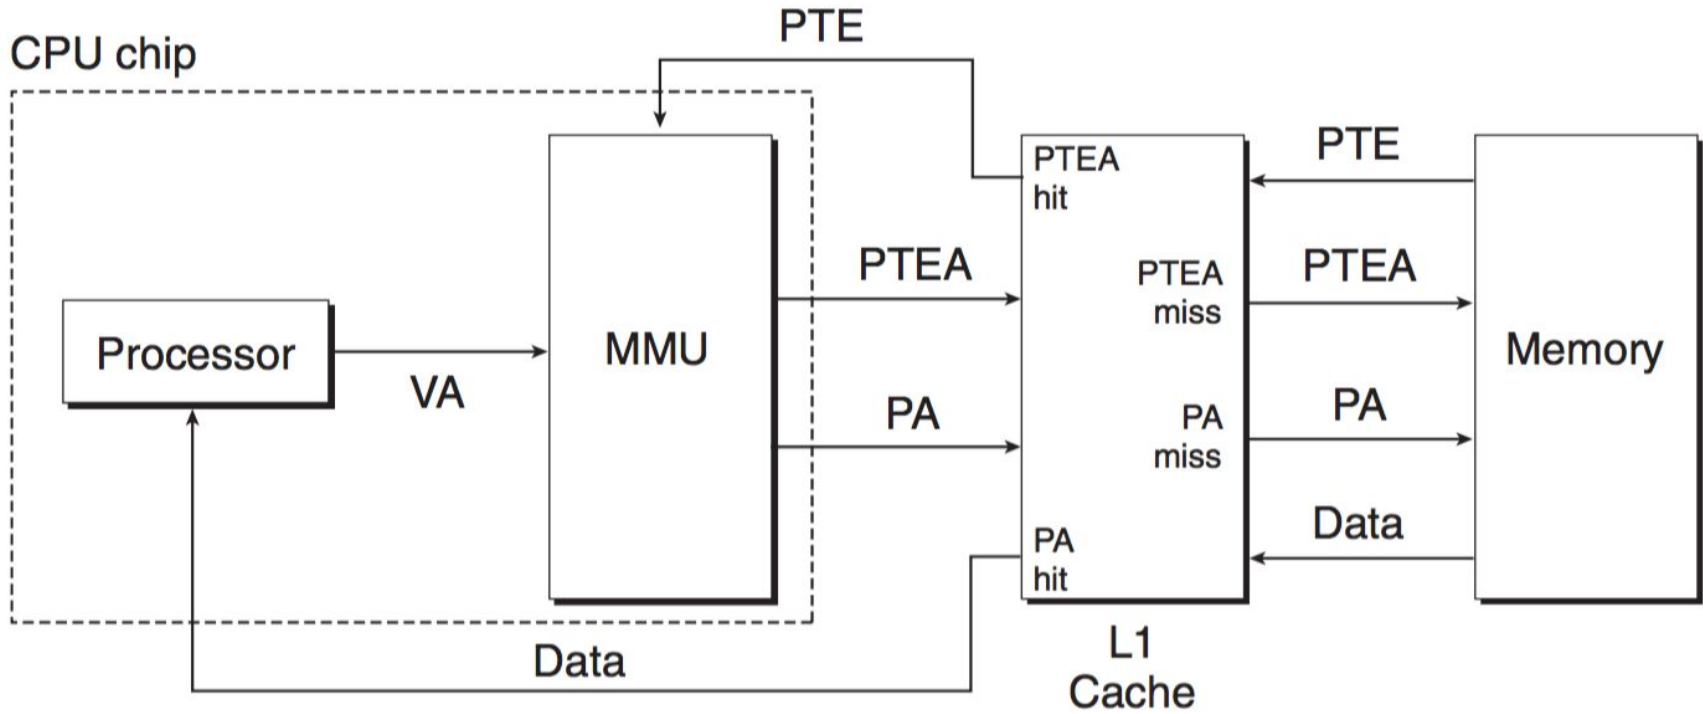 PTE
CPU chip
PTEA
hit
PTE
PTEA
PTEA
miss
PTEA
Processor
VA
MMU
Memory
PA
PA
miss
PA
PA
hit
Data
Data
L1
Cache